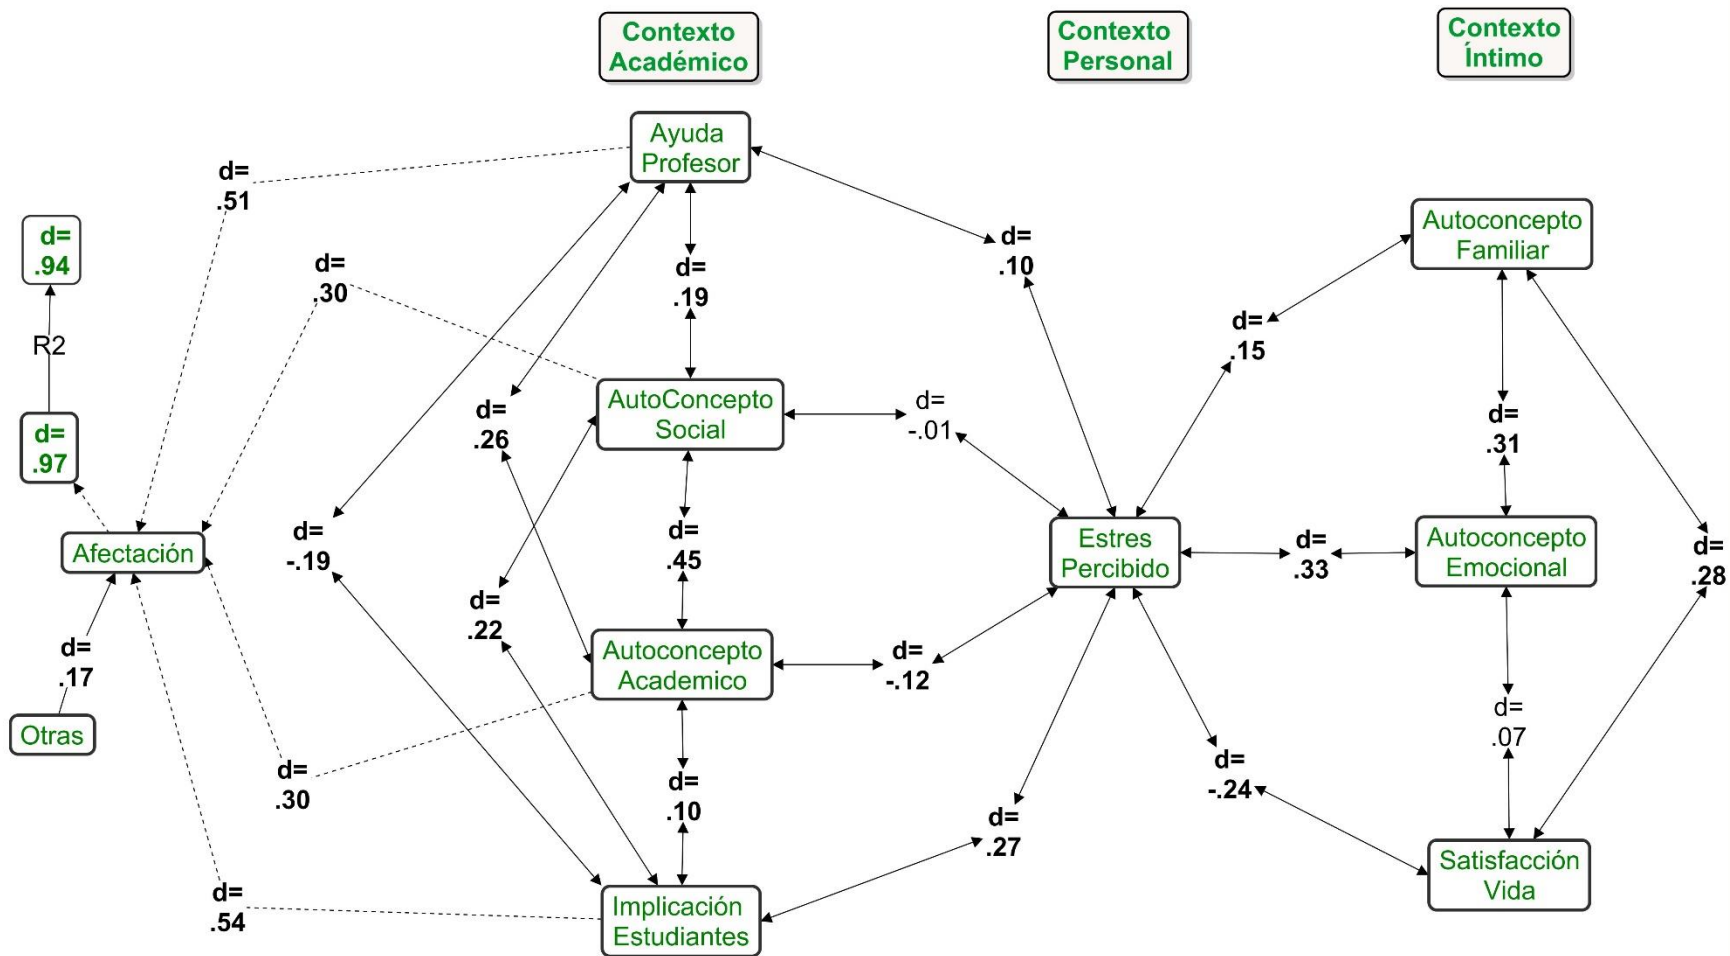 Contexto
Académico
Contexto
Personal
Contexto
Íntimo
Ayuda
Profesor
d=
.51
d=
.94
R2
d=
.97
d=
.30
d=
.19
d=
.10
Autoconcepto
Familiar
d=
.15
AutoConcepto
Social
d=
.26
d=
-.01
d=
.31
Afectación
d=
-.19
d=
.45
Estres
Percibido
d=
.33
Autoconcepto
Emocional
d=
.28
d=
.22
d=
.17
Otras
Autoconcepto
Academico
d=
-.12
d=
.07
d=
.30
d=
.10
d=
-.24
d=
.27
d=
.54
Implicación
Estudiantes
Satisfacción
Vida